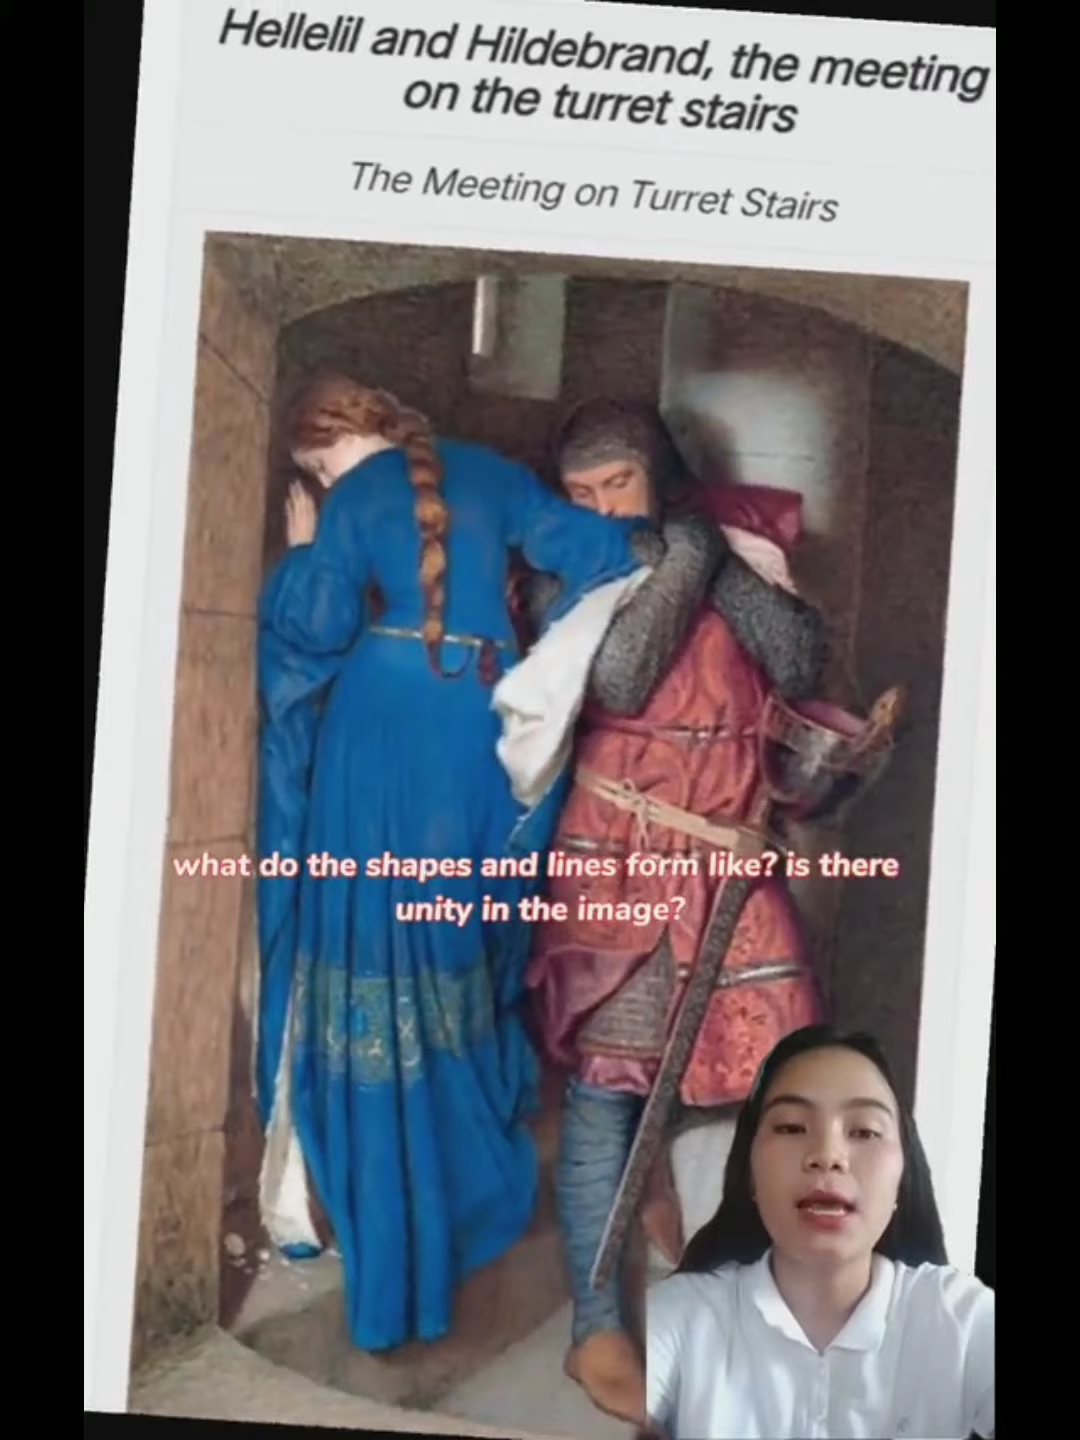 Hellelil and Hildebrand, the meeting
on the turret stairs
The Meeting on Turret Stairs
what do the shapes and lines form like? is there
unity in the image?